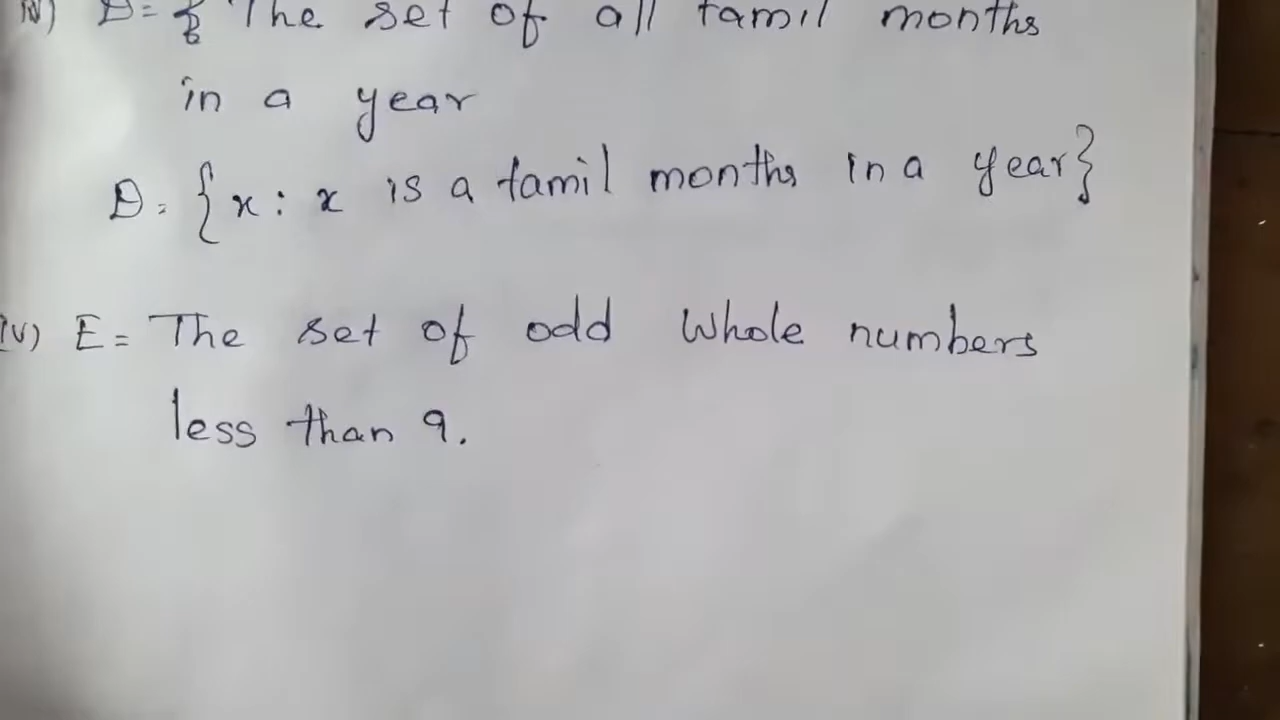 iv) D = { The set of all tamil months
in a year
D = {x : x is a tamil months in a year}
iv) E = The set of odd whole numbers
less than 9.